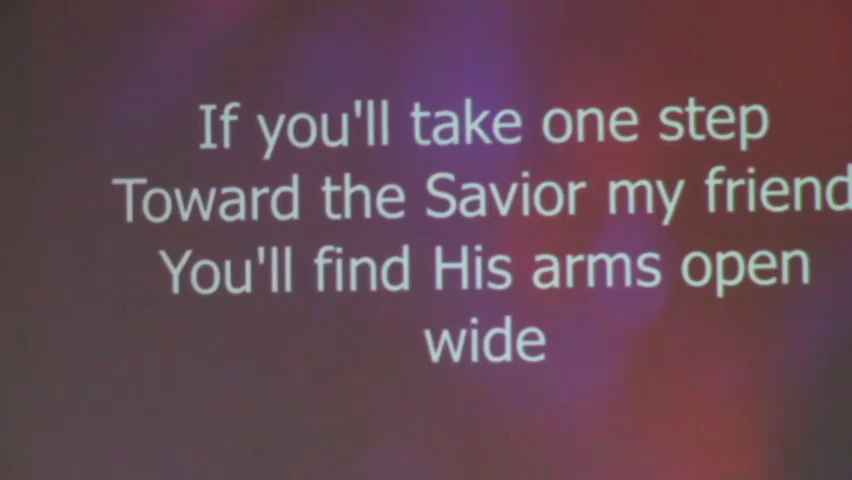 If you'll take one step
Toward the Savior my friend
You'll find His arms open
wide